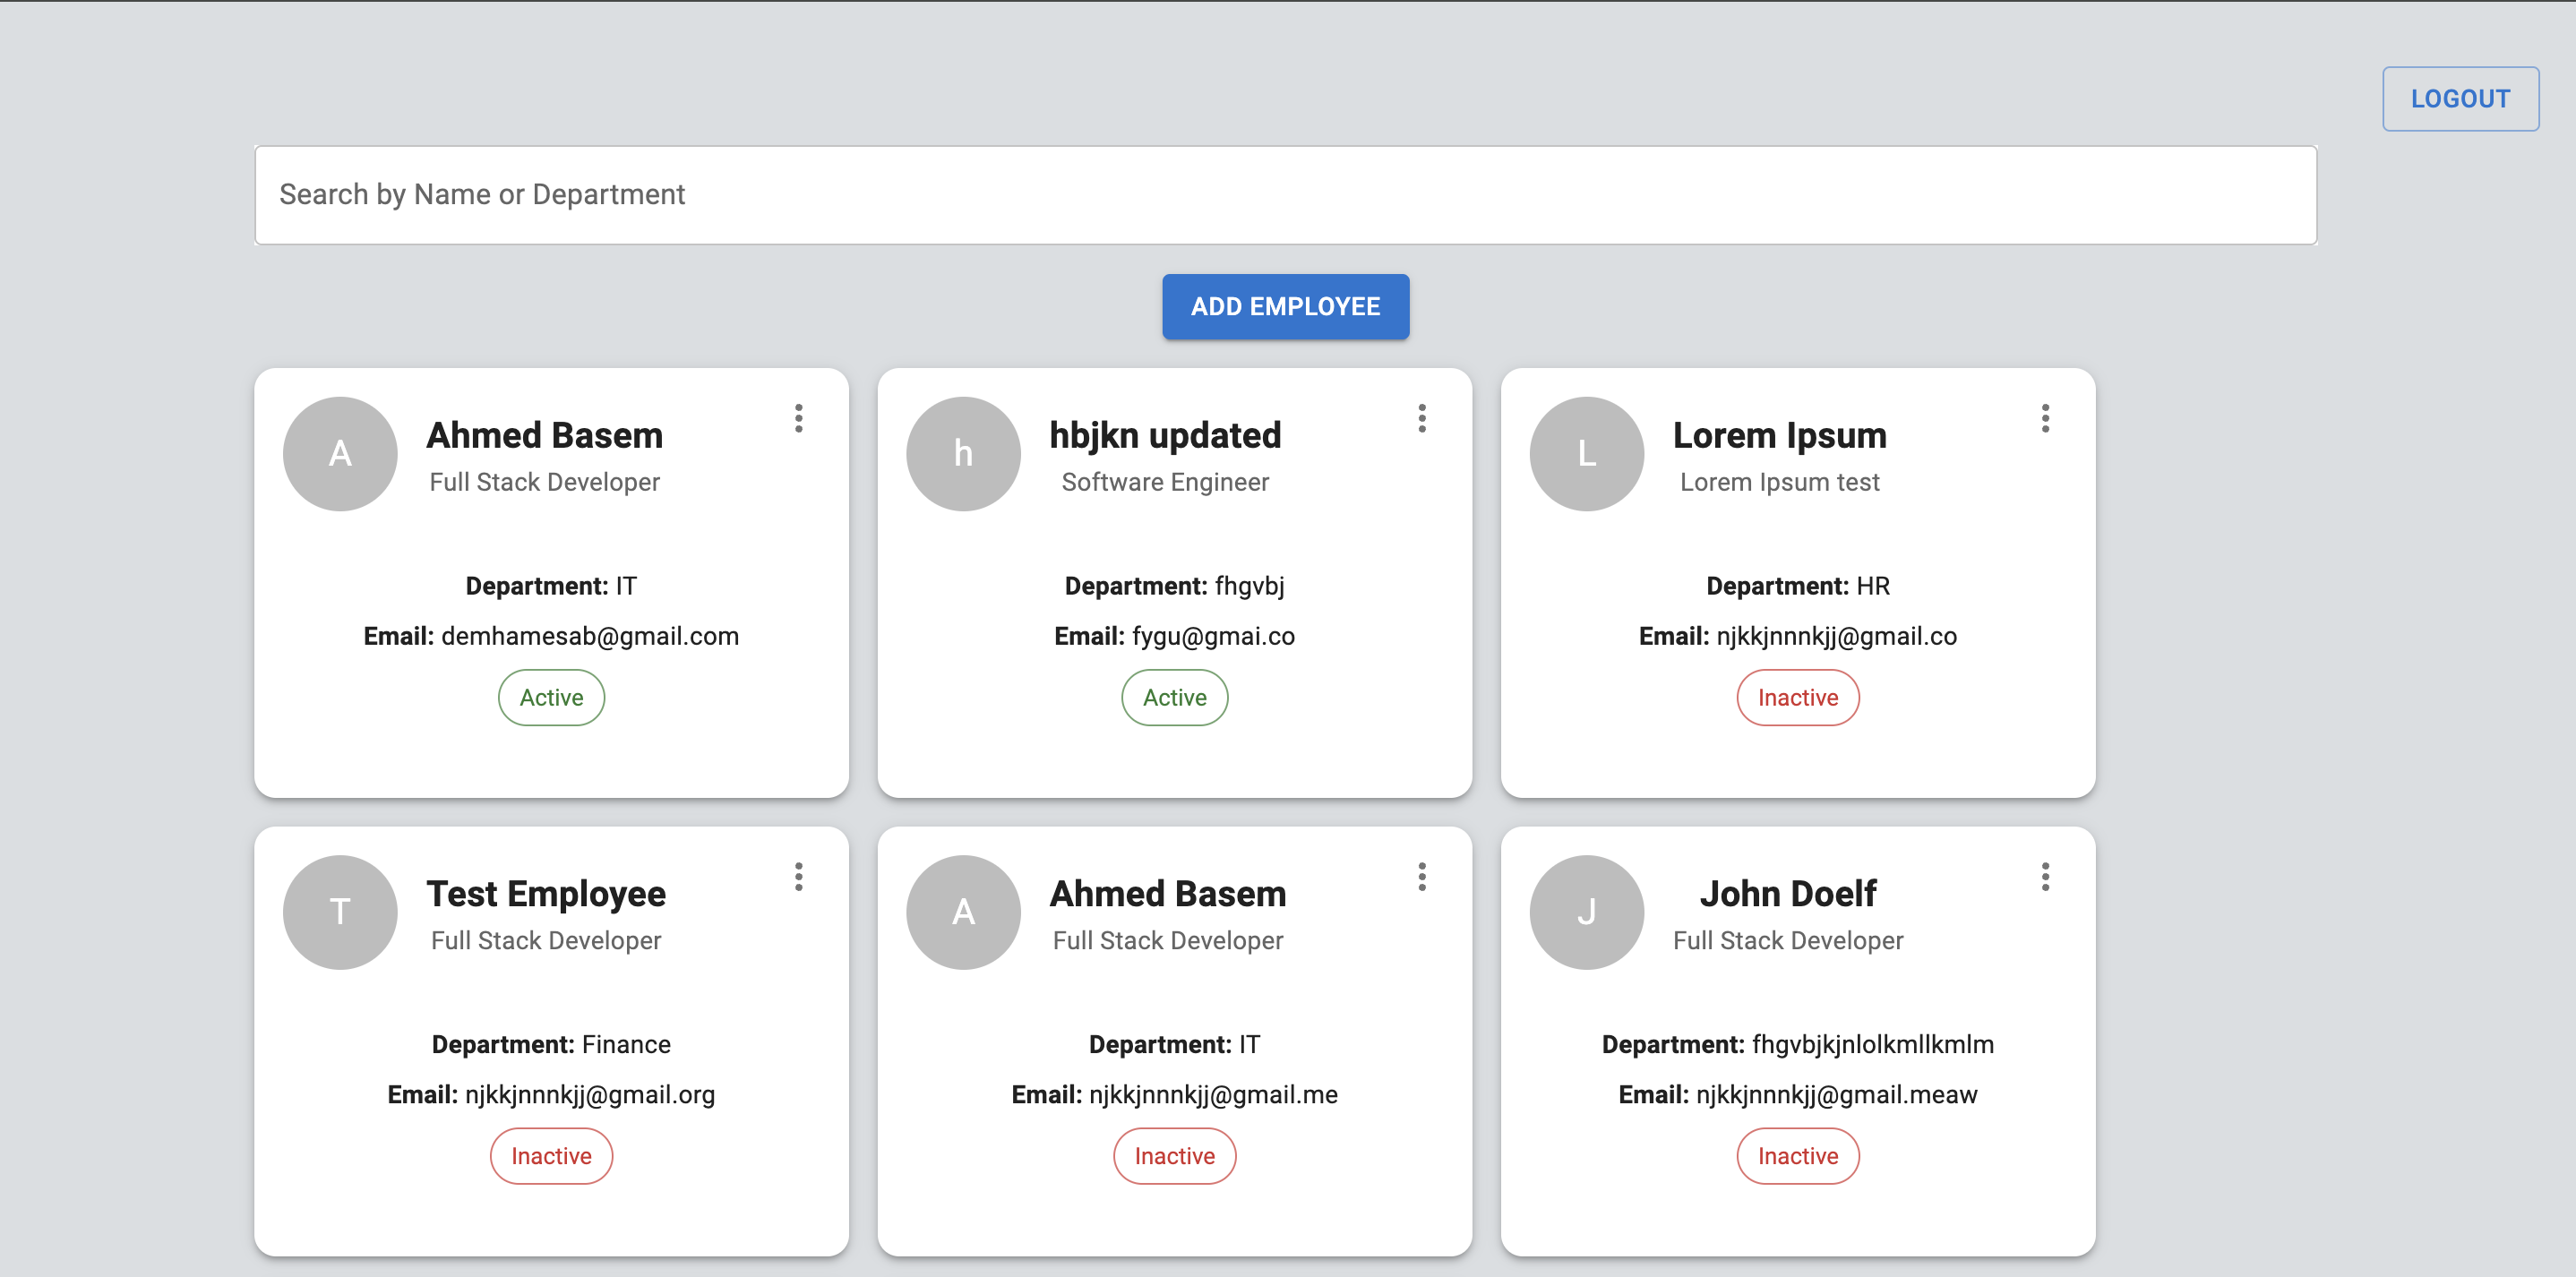 LOGOUT
Search by Name or Department
ADD EMPLOYEE
A
Ahmed Basem
Full Stack Developer
Department: IT
Email: demhamesab@gmail.com
Active
h
hbjkn updated
Software Engineer
Department: fhgvbj
Email: fygu@gmai.co
Active
L
Lorem Ipsum
Lorem Ipsum test
Department: HR
Email: njkkjnnnkjj@gmail.co
Inactive
T
Test Employee
Full Stack Developer
Department: Finance
Email: njkkjnnnkjj@gmail.org
Inactive
A
Ahmed Basem
Full Stack Developer
Department: IT
Email: njkkjnnnkjj@gmail.me
Inactive
J
John Doelf
Full Stack Developer
Department: fhgvbjkjnlolkmllkmlm
Email: njkkjnnnkjj@gmail.meaw
Inactive